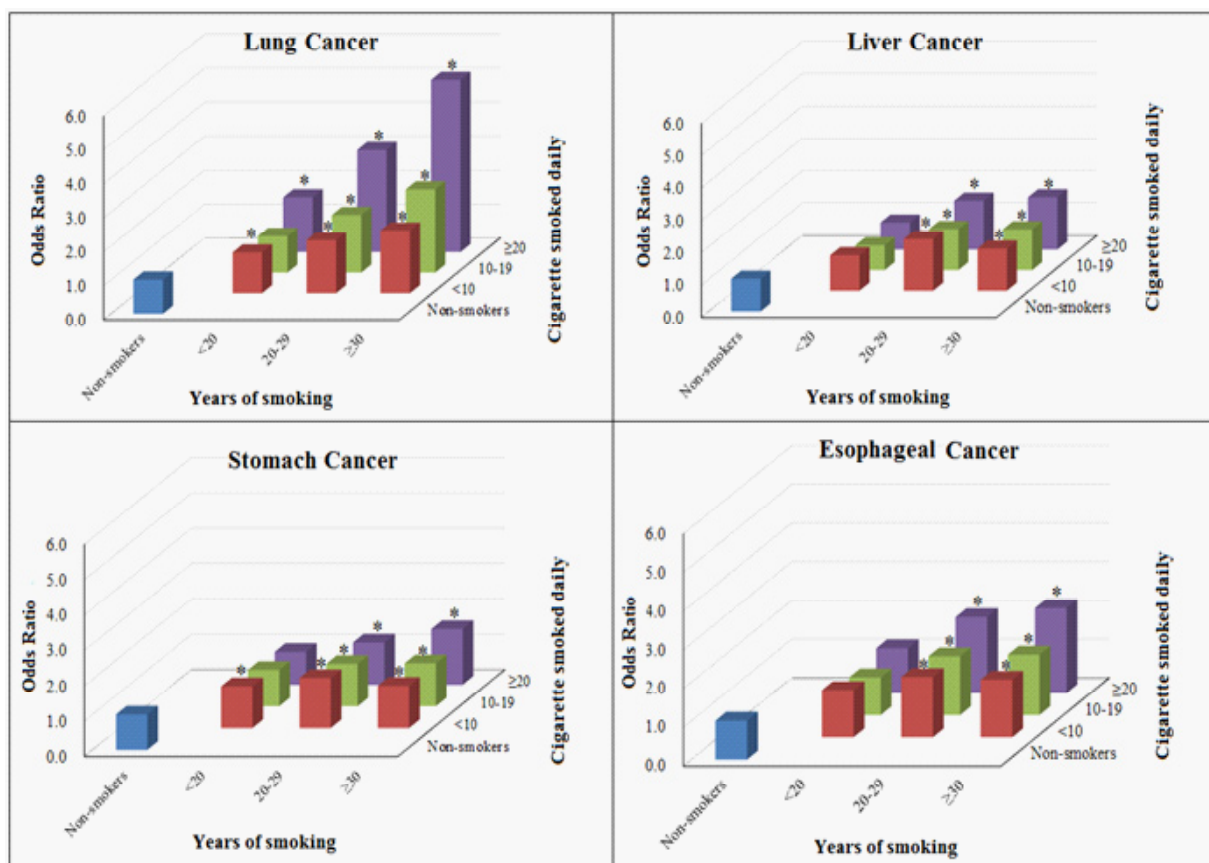 Lung Cancer
Odds Ratio
6.0
5.0
4.0
3.0
2.0
1.0
0.0
* * *
* * *
* * *
≥20
10-19
<10
Non-smokers
Cigarette smoked daily
Non-smokers
<20
20-29
≥30
Years of smoking
Liver Cancer
6.0
5.0
4.0
3.0
2.0
1.0
0.0
Odds Ratio
* *
* *
* *
≥20
10-19
<10
Non-smokers
Cigarette smoked daily
Non-smokers
<20
20-29
≥30
Years of smoking
Stomach Cancer
Odds Ratio
6.0
5.0
4.0
3.0
2.0
1.0
0.0
* *
* *
* * *
≥20
10-19
<10
Non-smokers
Cigarette smoked daily
Non-smokers
<20
20-29
≥30
Years of smoking
Esophageal Cancer
Odds Ratio
6.0
5.0
4.0
3.0
2.0
1.0
0.0
* *
* *
* *
≥20
10-19
<10
Non-smokers
Cigarette smoked daily
Non-smokers
<20
20-29
≥30
Years of smoking